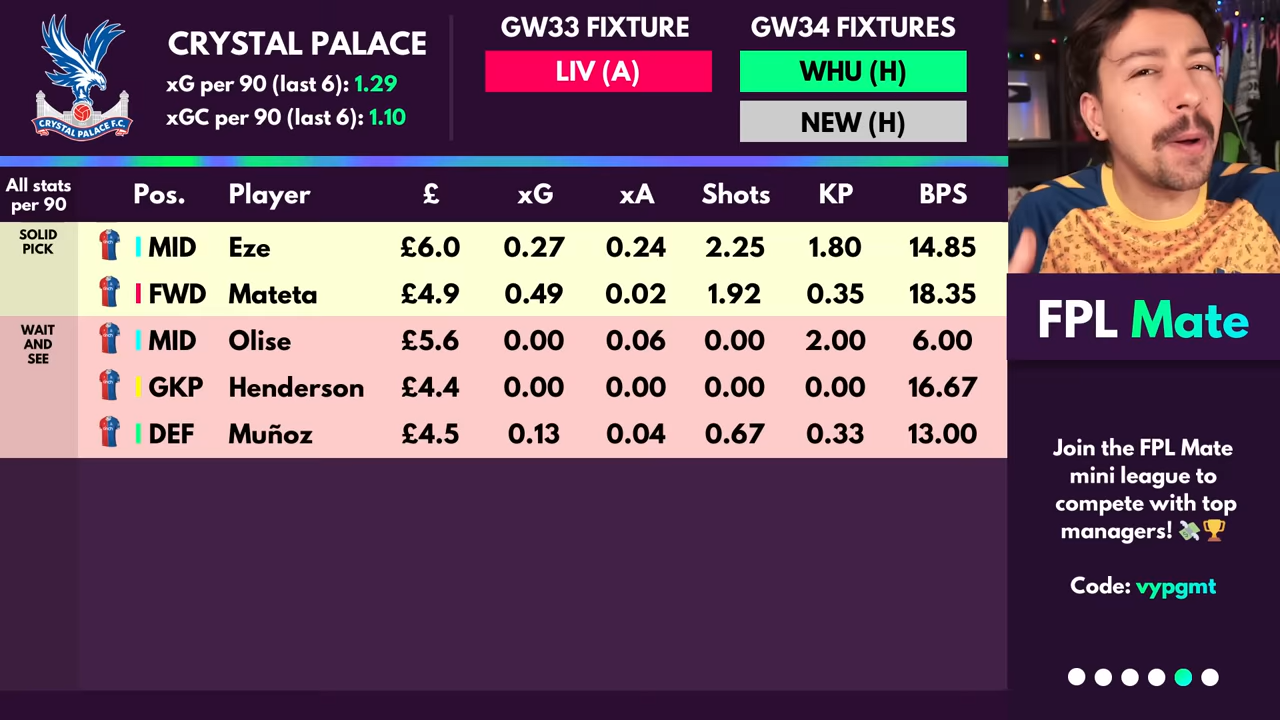 CRYSTAL PALACE
xG per 90 (last 6): 1.29
xGC per 90 (last 6): 1.10
CRYSTAL PALACE F.C.
GW33 FIXTURE
LIV (A)
GW34 FIXTURES
WHU (H)
NEW (H)
All stats per 90
Pos. Player £ xG xA Shots KP BPS
SOLID PICK
MID Eze £6.0 0.27 0.24 2.25 1.80 14.85
FWD Mateta £4.9 0.49 0.02 1.92 0.35 18.35
WAIT AND SEE
MID Olise £5.6 0.00 0.06 0.00 2.00 6.00
GKP Henderson £4.4 0.00 0.00 0.00 0.00 16.67
DEF Muñoz £4.5 0.13 0.04 0.67 0.33 13.00
FPL Mate
Join the FPL Mate
mini league to
compete with top
managers! 💸🏆
Code: vypgmt